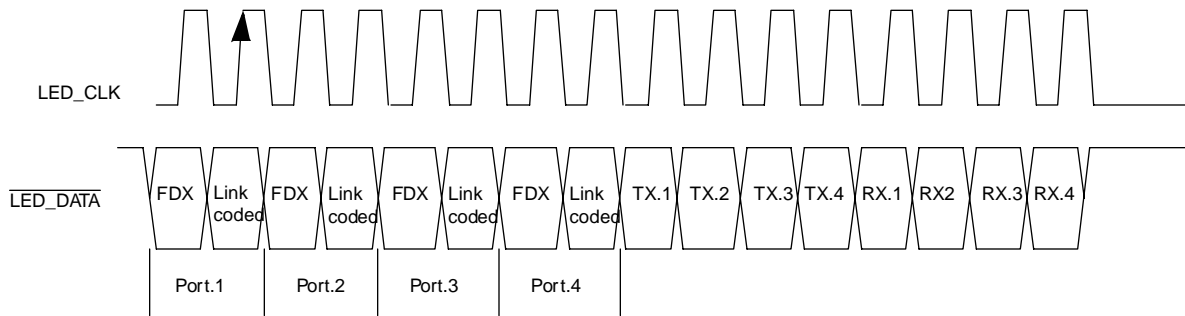 LED_CLK
LED_DATA
FDX Link coded FDX Link coded FDX Link coded FDX Link coded TX.1 TX.2 TX.3 TX.4 RX.1 RX2 RX.3 RX.4
Port.1 Port.2 Port.3 Port.4